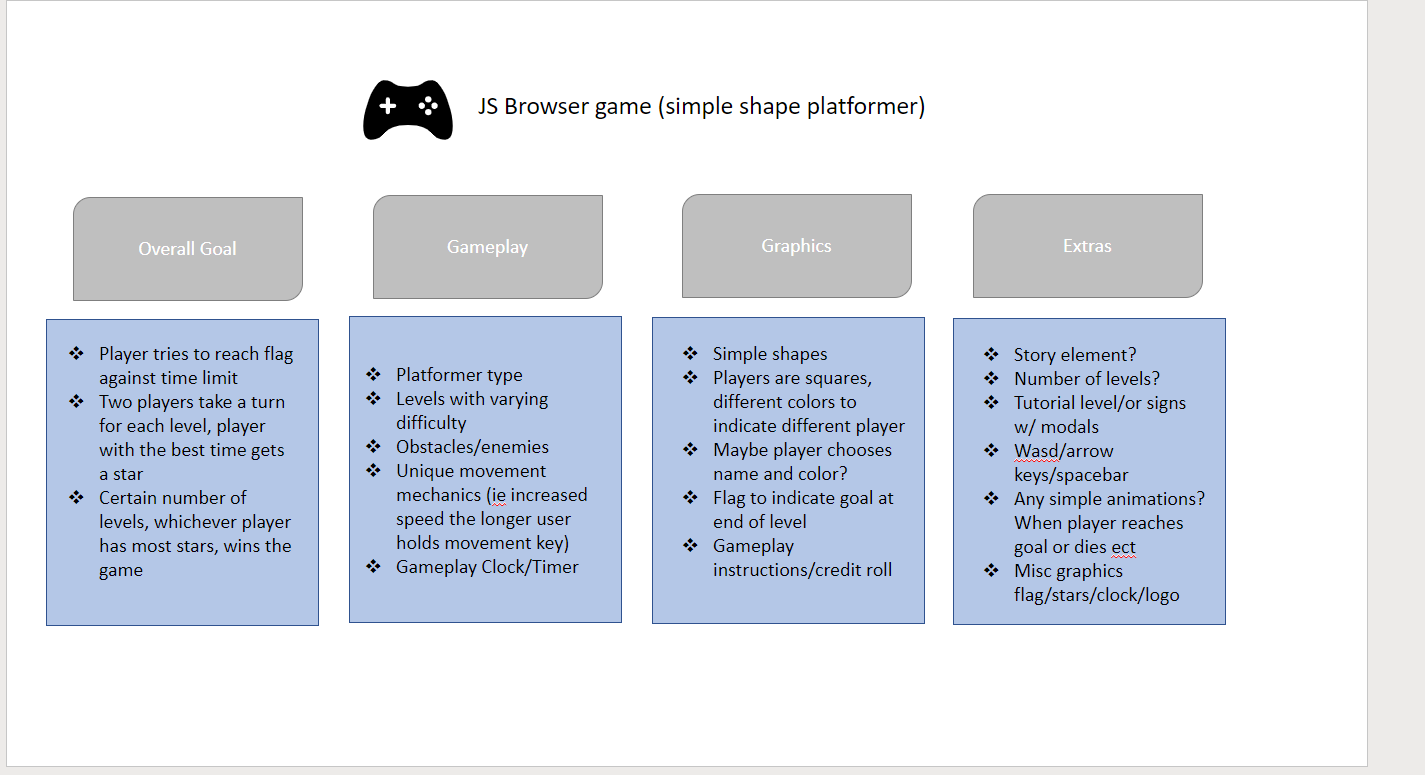 JS Browser game (simple shape platformer)
Overall Goal
Player tries to reach flag
against time limit
Two players take a turn
for each level, player
with the best time gets
a star
Certain number of
levels, whichever player
has most stars, wins the
game
Gameplay
Platformer type
Levels with varying
difficulty
Obstacles/enemies
Unique movement
mechanics (ie increased
speed the longer user
holds movement key)
Gameplay Clock/Timer
Graphics
Simple shapes
Players are squares,
different colors to
indicate different player
Maybe player chooses
name and color?
Flag to indicate goal at
end of level
Gameplay
instructions/credit roll
Extras
Story element?
Number of levels?
Tutorial level/or signs
w/ modals
Wasd/arrow
keys/spacebar
Any simple animations?
When player reaches
goal or dies ect
Misc graphics
flag/stars/clock/logo